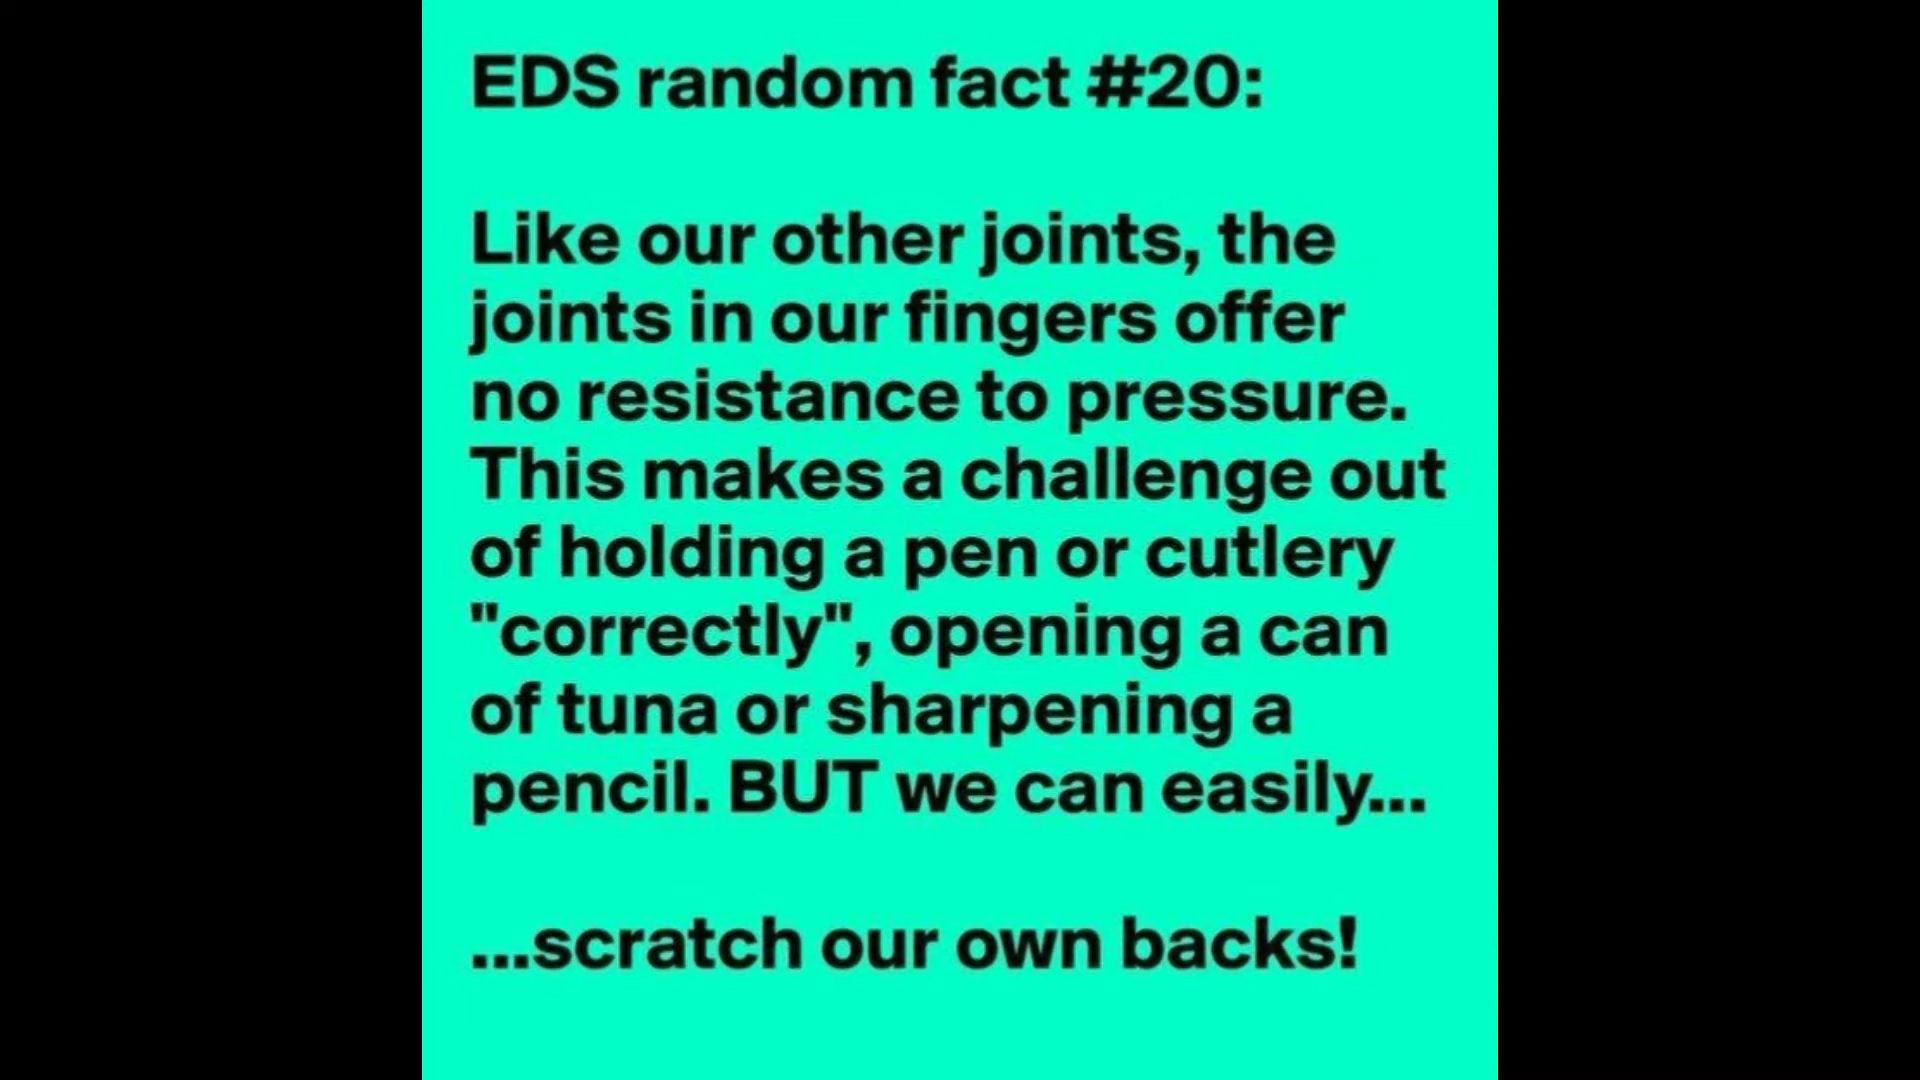 EDS random fact #20:
Like our other joints, the
joints in our fingers offer
no resistance to pressure.
This makes a challenge out
of holding a pen or cutlery
"correctly", opening a can
of tuna or sharpening a
pencil. BUT we can easily...
...scratch our own backs!